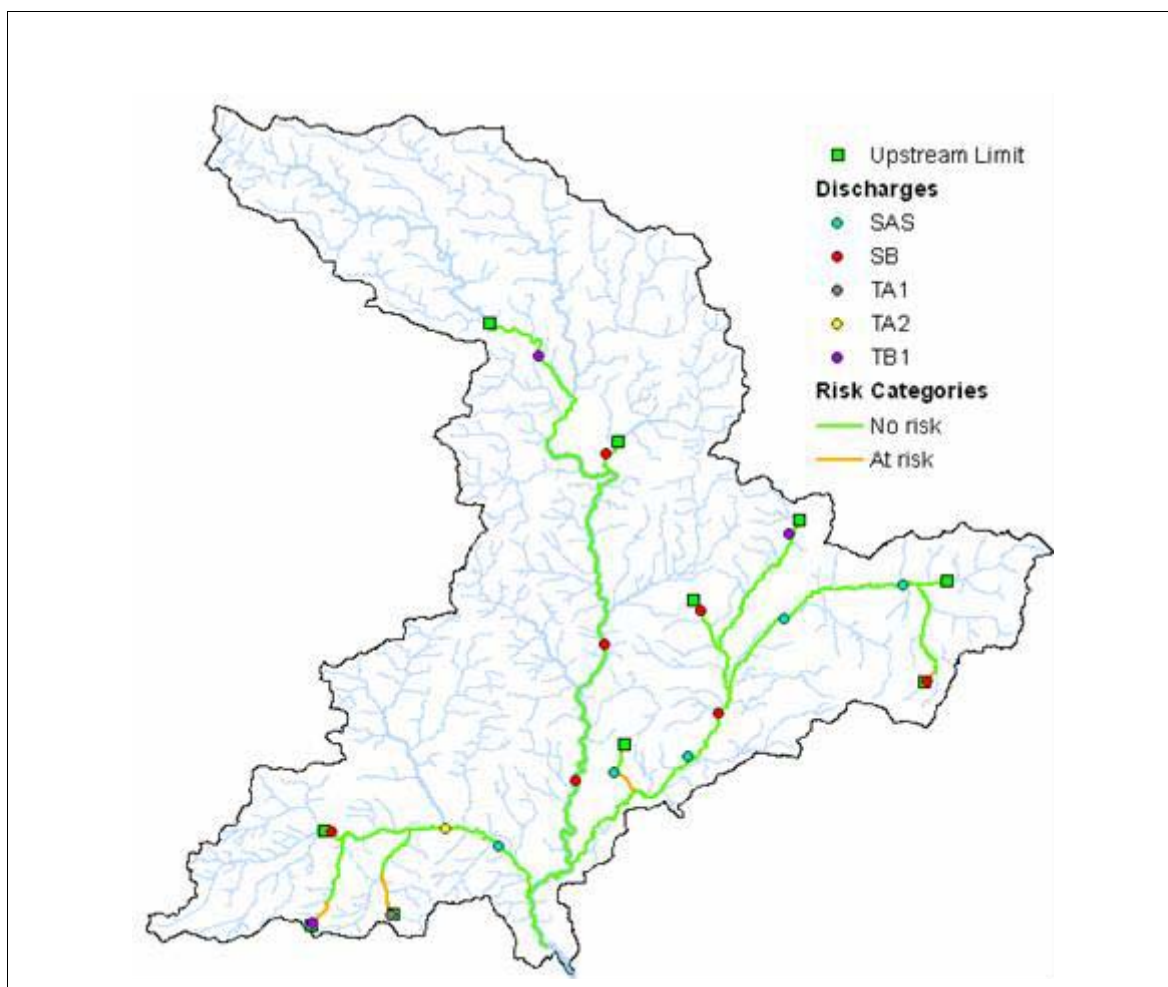 Upstream Limit
Discharges
SAS
SB
TA1
TA2
TB1
Risk Categories
No risk
At risk